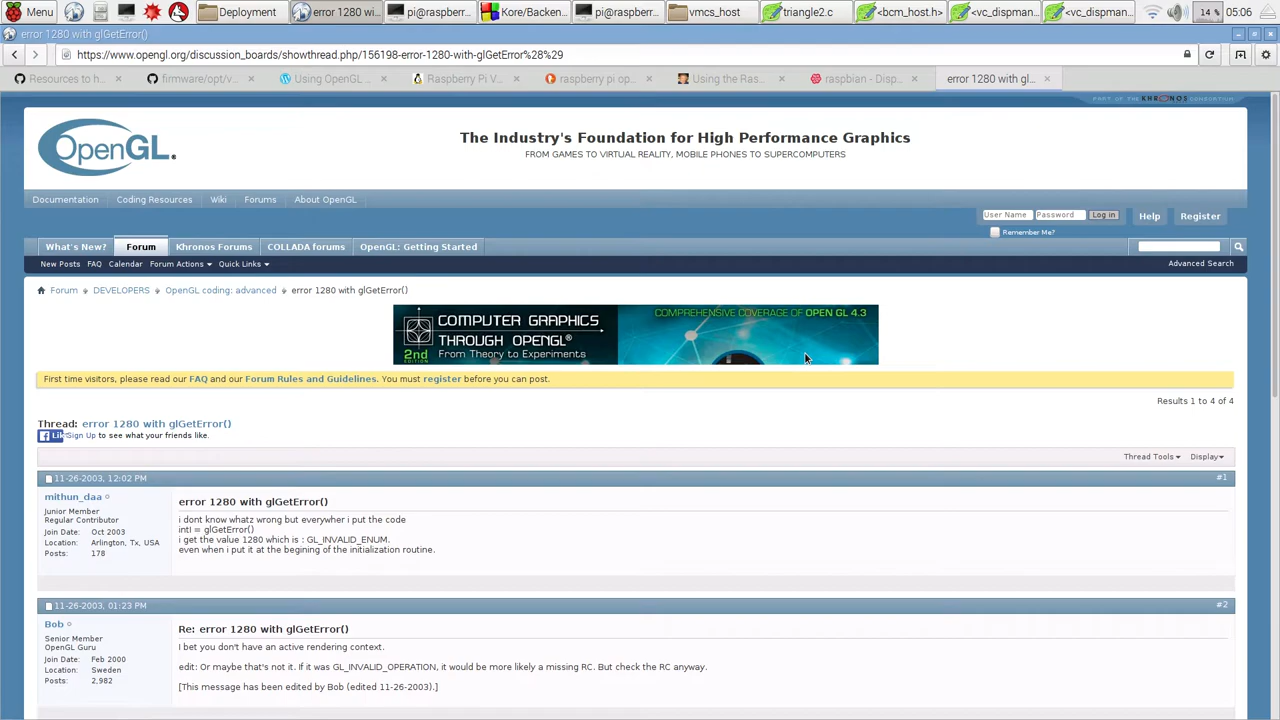 Menu Deployment error 1280 wi... pi@raspberr... Kore/Backen... pi@raspberr... vmcs_host triangle2.c <bcm_host.h> <vc_dispman... <vc_dispman... 14 % 05:06
error 1280 with glGetError()
https://www.opengl.org/discussion_boards/showthread.php/156198-error-1280-with-glGetError%28%29
Resources to h... firmware/opt/v... Using OpenGL ... Raspberry Pi V... raspberry pi op... Using the Ras... raspbian - Disp... error 1280 with gl...
PART OF THE KHRONOS CONSORTIUM
OpenGL.
The Industry's Foundation for High Performance Graphics
FROM GAMES TO VIRTUAL REALITY, MOBILE PHONES TO SUPERCOMPUTERS
Documentation Coding Resources Wiki Forums About OpenGL
User Name Password Log in Help Register
Remember Me?
What's New? Forum Khronos Forums COLLADA forums OpenGL: Getting Started
New Posts FAQ Calendar Forum Actions Quick Links Advanced Search
Forum DEVELOPERS OpenGL coding: advanced error 1280 with glGetError()
COMPUTER GRAPHICS
THROUGH OPENGL®
2nd EDITION From Theory to Experiments
COMPREHENSIVE COVERAGE OF OPEN GL 4.3
First time visitors, please read our FAQ and our Forum Rules and Guidelines. You must register before you can post.
Results 1 to 4 of 4
Thread: error 1280 with glGetError()
Sign Up to see what your friends like.
Thread Tools Display
11-26-2003, 12:02 PM #1
mithun_daa
Junior Member
Regular Contributor
Join Date: Oct 2003
Location: Arlington, Tx, USA
Posts: 178
error 1280 with glGetError()
i dont know whatz wrong but everywher i put the code
intI = glGetError()
i get the value 1280 which is : GL_INVALID_ENUM.
even when i put it at the begining of the initialization routine.
11-26-2003, 01:23 PM #2
Bob
Senior Member
OpenGL Guru
Join Date: Feb 2000
Location: Sweden
Posts: 2,982
Re: error 1280 with glGetError()
I bet you don't have an active rendering context.
edit: Or maybe that's not it. If it was GL_INVALID_OPERATION, it would be more likely a missing RC. But check the RC anyway.
[This message has been edited by Bob (edited 11-26-2003).]